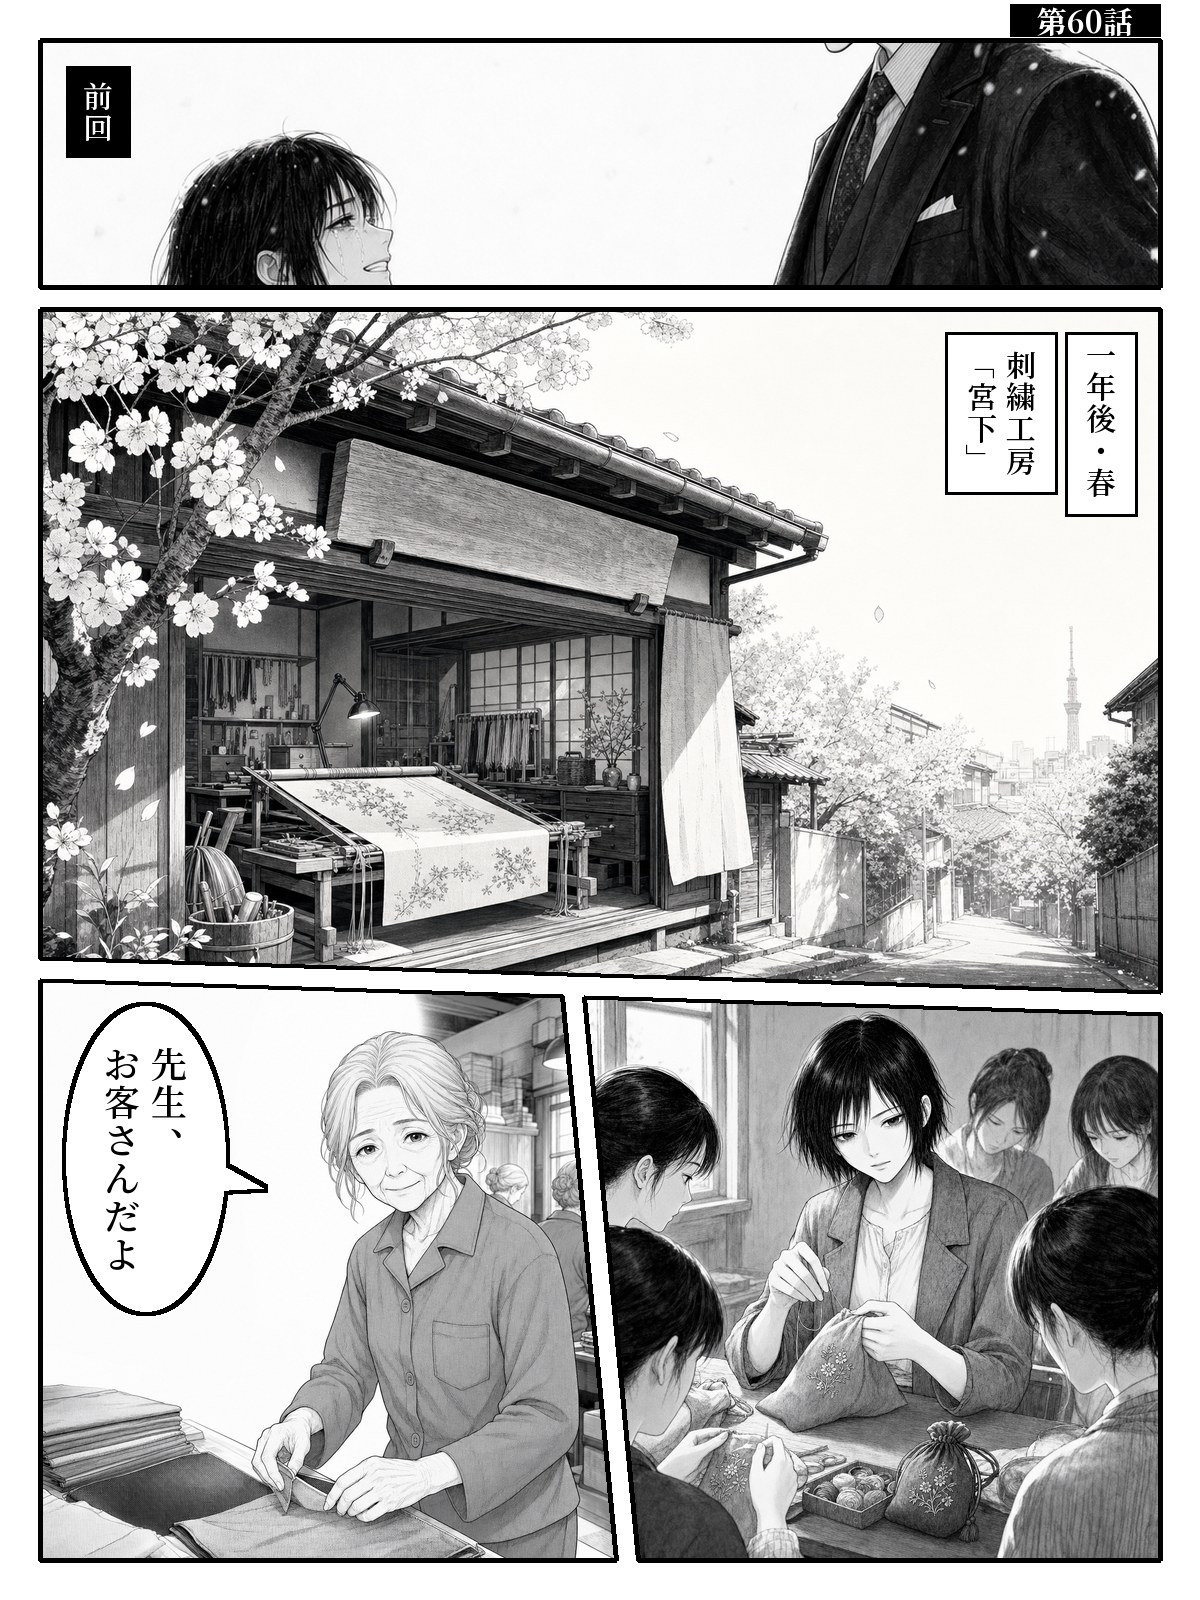 第60話
前回
一年後・春
刺繍工房
「宮下」
先生、
お客さんだよ